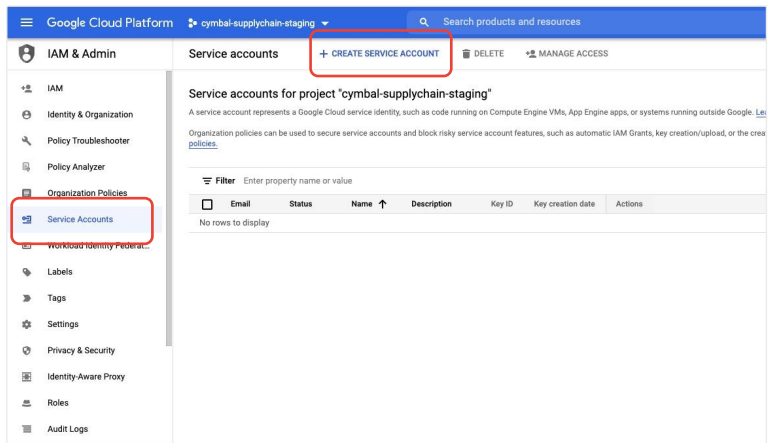 Google Cloud Platform
cymbal-supplychain-staging
Search products and resources
IAM & Admin
IAM
Identity & Organization
Policy Troubleshooter
Policy Analyzer
Organization Policies
Service Accounts
Workload Identity Federat...
Labels
Tags
Settings
Privacy & Security
Identity-Aware Proxy
Roles
Audit Logs
Service accounts
+ CREATE SERVICE ACCOUNT
DELETE
MANAGE ACCESS
Service accounts for project "cymbal-supplychain-staging"
A service account represents a Google Cloud service identity, such as code running on Compute Engine VMs, App Engine apps, or systems running outside Google. Le
Organization policies can be used to secure service accounts and block risky service account features, such as automatic IAM Grants, key creation/upload, or the crea
policies.
Filter Enter property name or value
Email Status Name Description Key ID Key creation date Actions
No rows to display